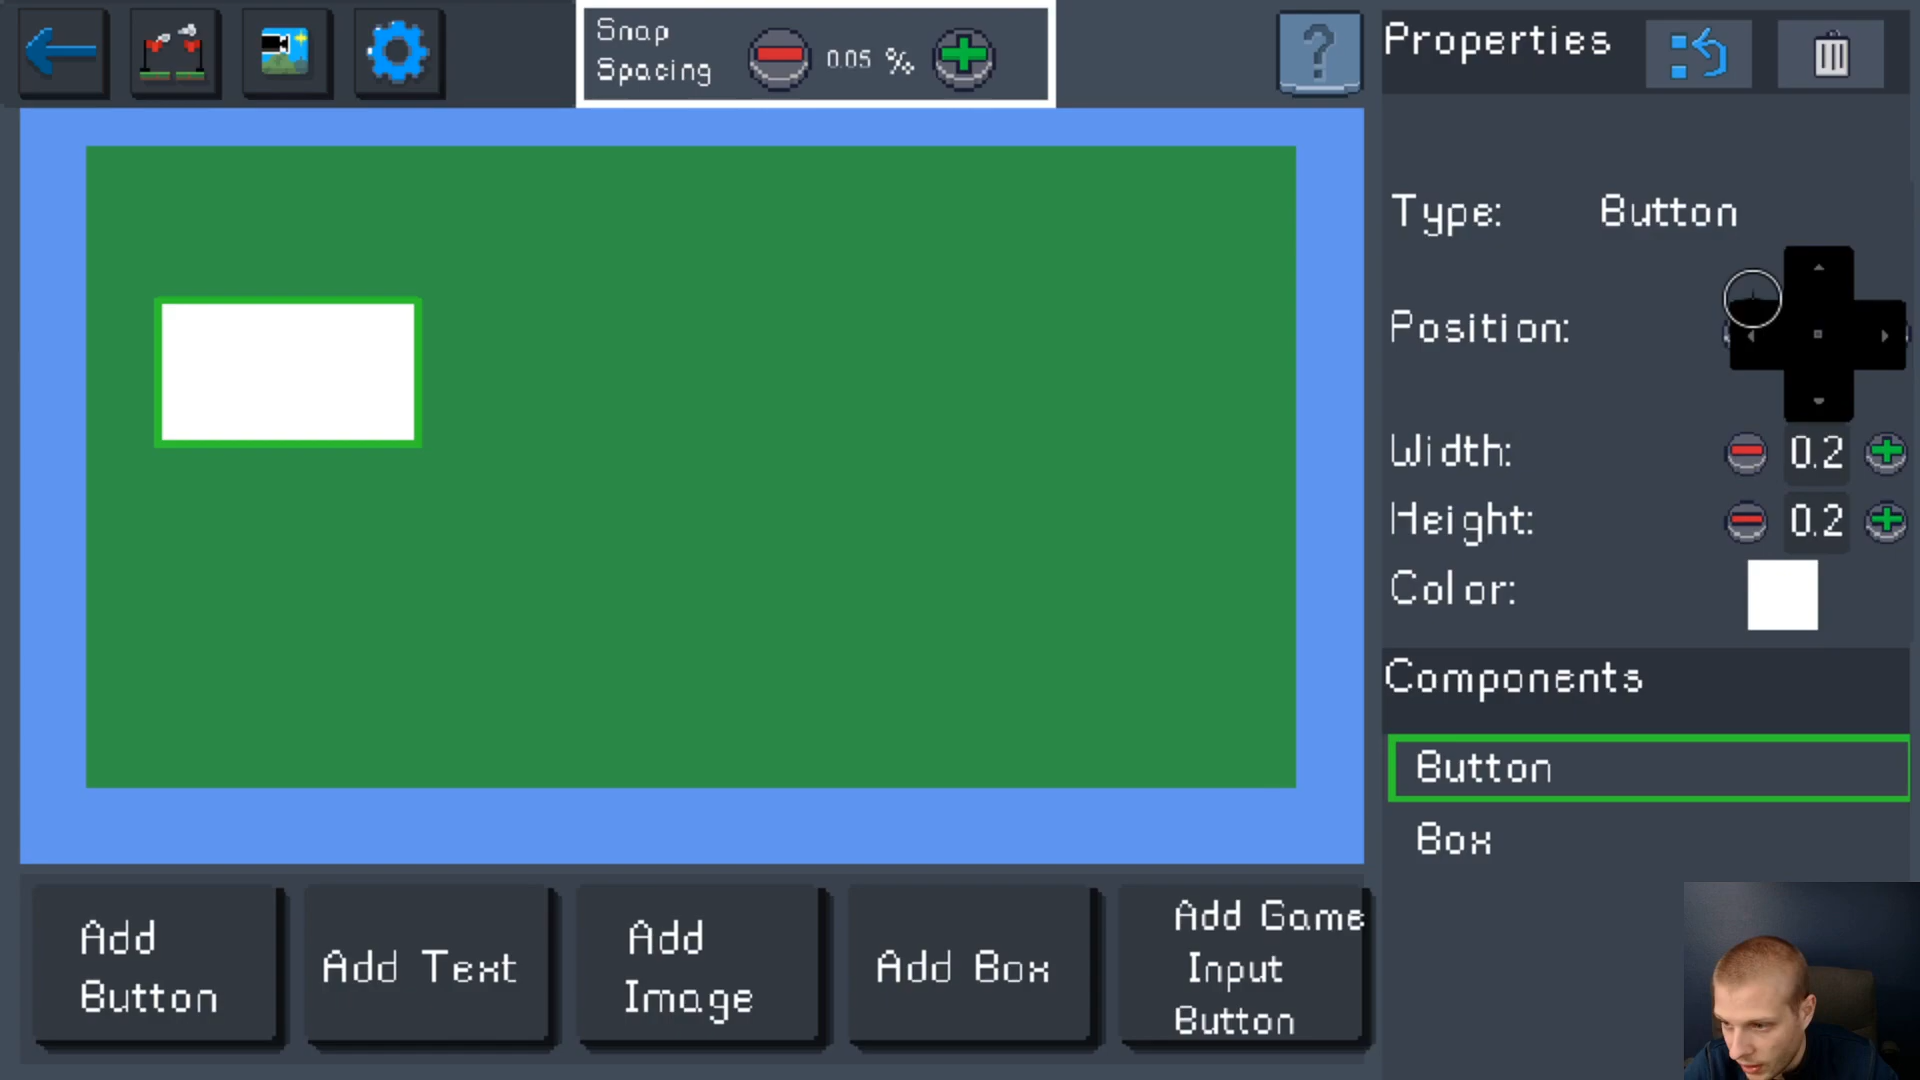 Snap
Spacing
0.05 %
?
Properties
Type: Button
Position:
Width: 0.2
Height: 0.2
Color:
Components
Button
Box
Add
Button
Add Text
Add
Image
Add Box
Add Game
Input
Button